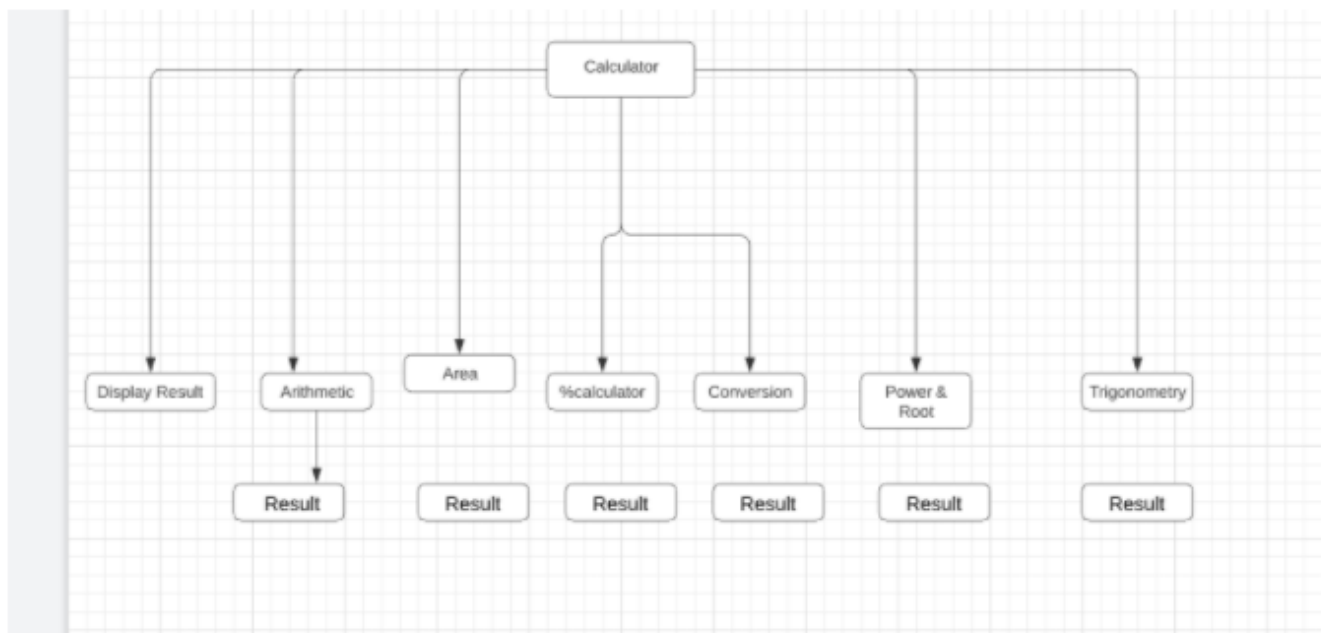 Calculator
Display Result
Arithmetic
Area
%calculator
Conversion
Power &
Root
Trigonometry
Result
Result
Result
Result
Result
Result